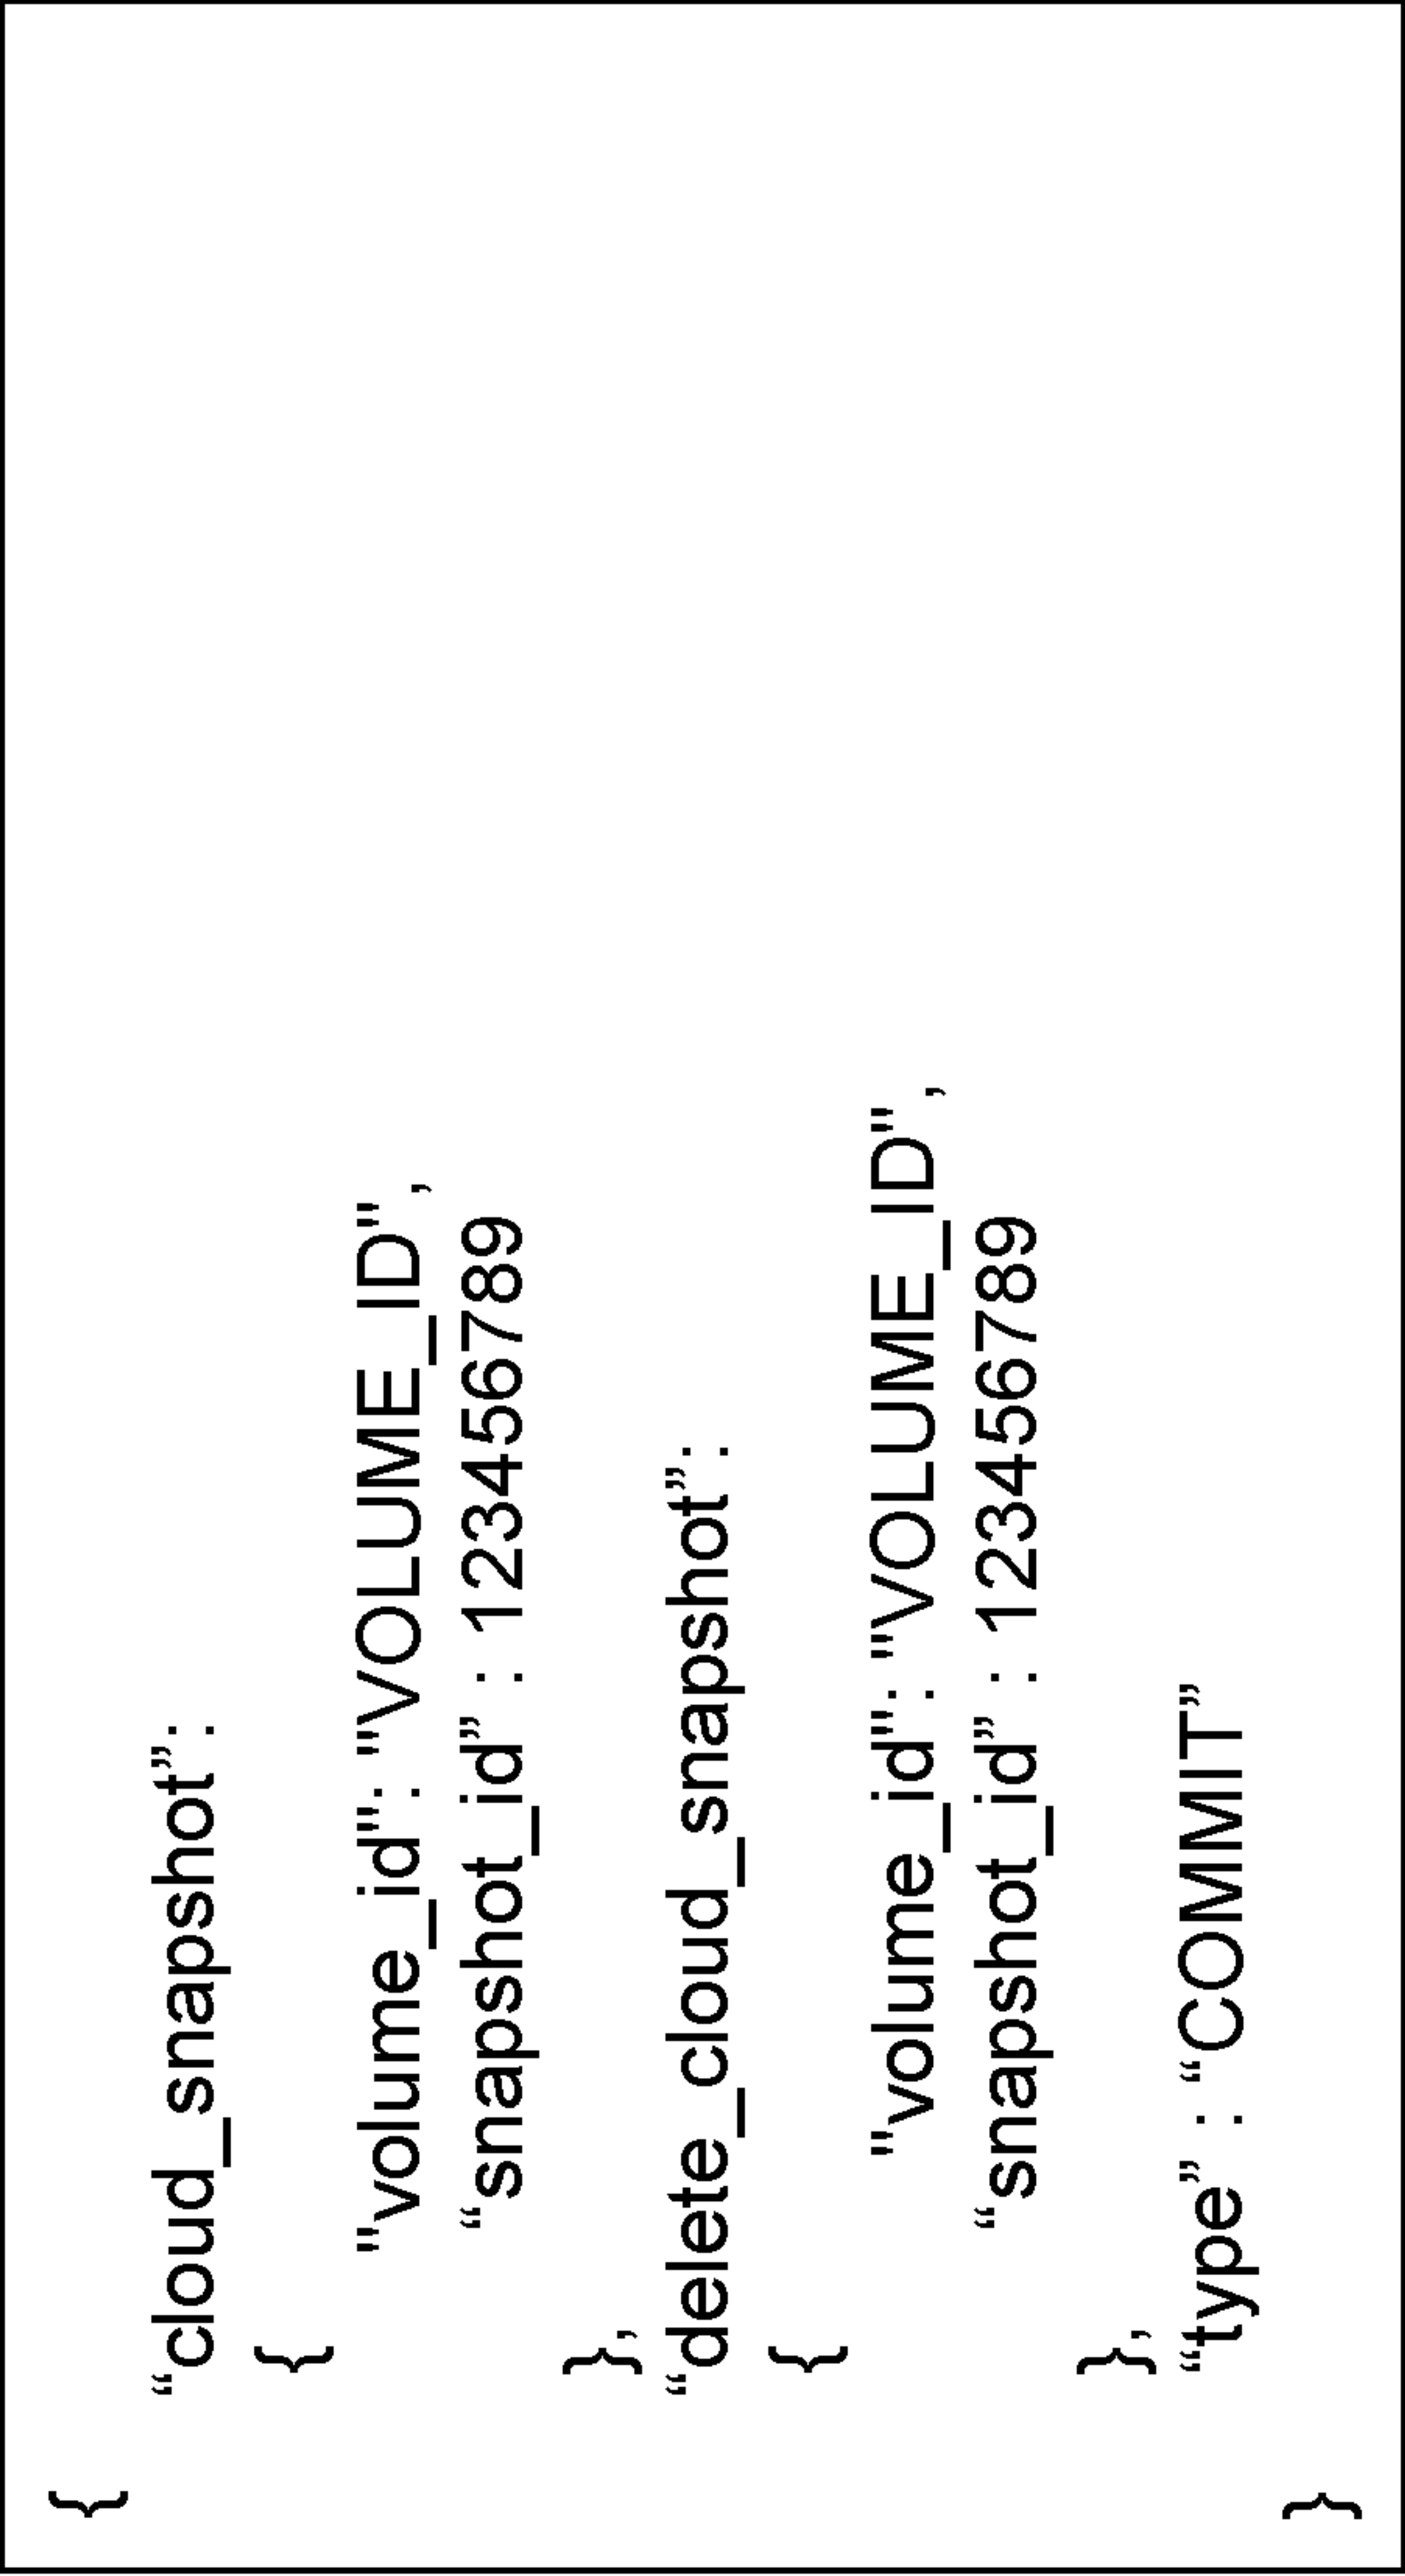 {
“cloud_snapshot”:
{
"volume_id": "VOLUME_ID",
“snapshot_id” : 123456789
},
“delete_cloud_snapshot”:
{
"volume_id": "VOLUME_ID",
“snapshot_id” : 123456789
},
“type” : “COMMIT”
}